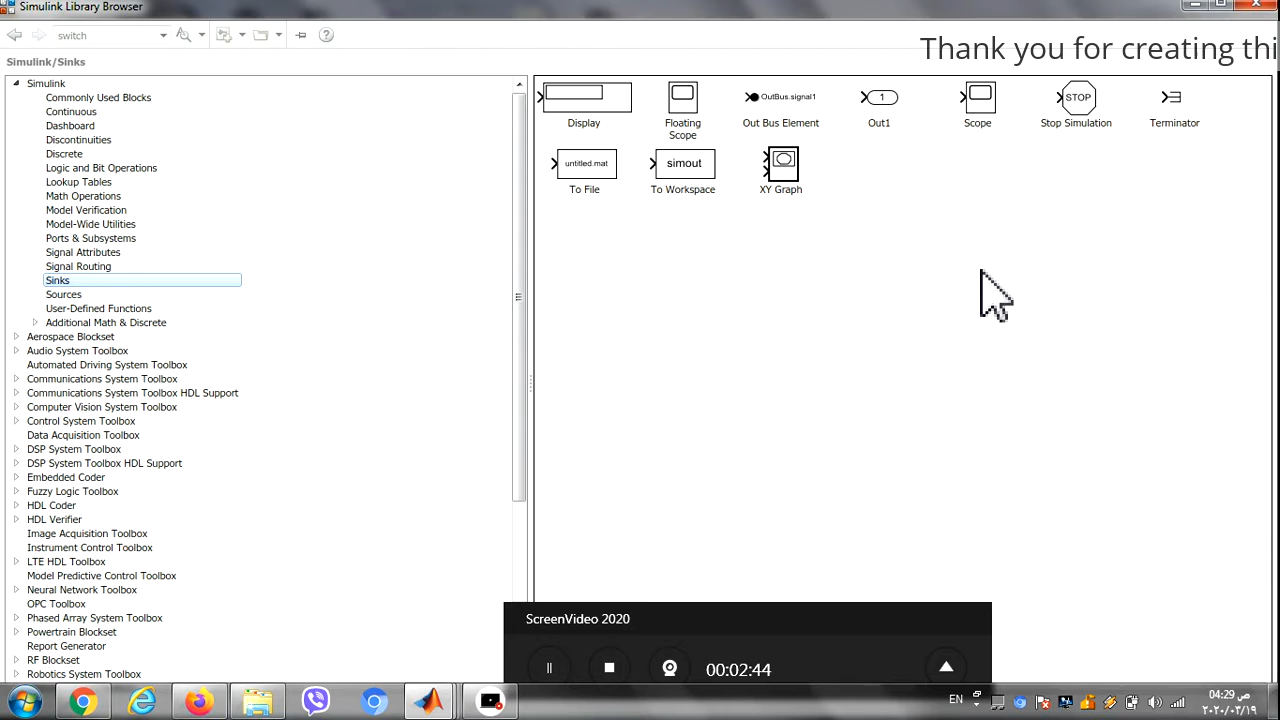 Simulink Library Browser
switch
Thank you for creating thi
Simulink/Sinks
Simulink
Commonly Used Blocks
Continuous
Dashboard
Discontinuities
Discrete
Logic and Bit Operations
Lookup Tables
Math Operations
Model Verification
Model-Wide Utilities
Ports & Subsystems
Signal Attributes
Signal Routing
Sinks
Sources
User-Defined Functions
Additional Math & Discrete
Aerospace Blockset
Audio System Toolbox
Automated Driving System Toolbox
Communications System Toolbox
Communications System Toolbox HDL Support
Computer Vision System Toolbox
Control System Toolbox
Data Acquisition Toolbox
DSP System Toolbox
DSP System Toolbox HDL Support
Embedded Coder
Fuzzy Logic Toolbox
HDL Coder
HDL Verifier
Image Acquisition Toolbox
Instrument Control Toolbox
LTE HDL Toolbox
Model Predictive Control Toolbox
Neural Network Toolbox
OPC Toolbox
Phased Array System Toolbox
Powertrain Blockset
Report Generator
RF Blockset
Robotics System Toolbox
OutBus.signal1
1
STOP
Display
Floating Scope
Out Bus Element
Out1
Scope
Stop Simulation
Terminator
untitled.mat
simout
To File
To Workspace
XY Graph
ScreenVideo 2020
00:02:44
EN
04:29 ص
٢٠٢٠/٠٣/١٩